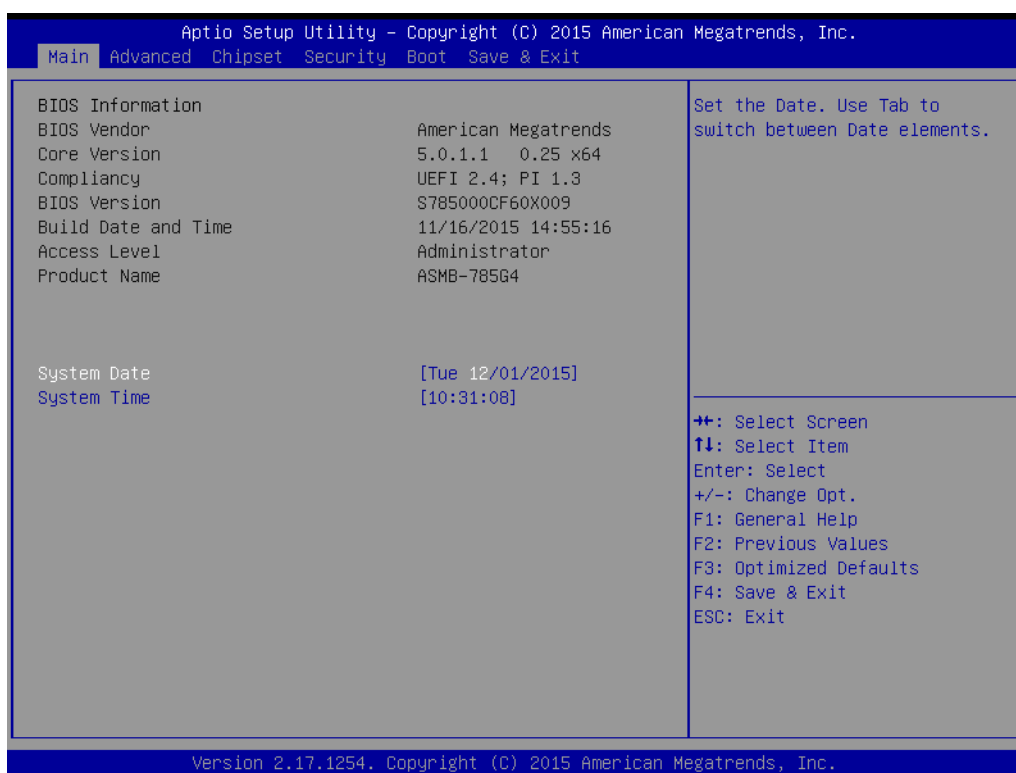 Aptio Setup Utility – Copyright (C) 2015 American Megatrends, Inc.
Main Advanced Chipset Security Boot Save & Exit
BIOS Information
BIOS Vendor American Megatrends
Core Version 5.0.1.1 0.25 x64
Compliancy UEFI 2.4; PI 1.3
BIOS Version S785000CF60X009
Build Date and Time 11/16/2015 14:55:16
Access Level Administrator
Product Name ASMB-785G4
System Date [Tue 12/01/2015]
System Time [10:31:08]
Set the Date. Use Tab to
switch between Date elements.
→←: Select Screen
↑↓: Select Item
Enter: Select
+/-: Change Opt.
F1: General Help
F2: Previous Values
F3: Optimized Defaults
F4: Save & Exit
ESC: Exit
Version 2.17.1254. Copyright (C) 2015 American Megatrends, Inc.